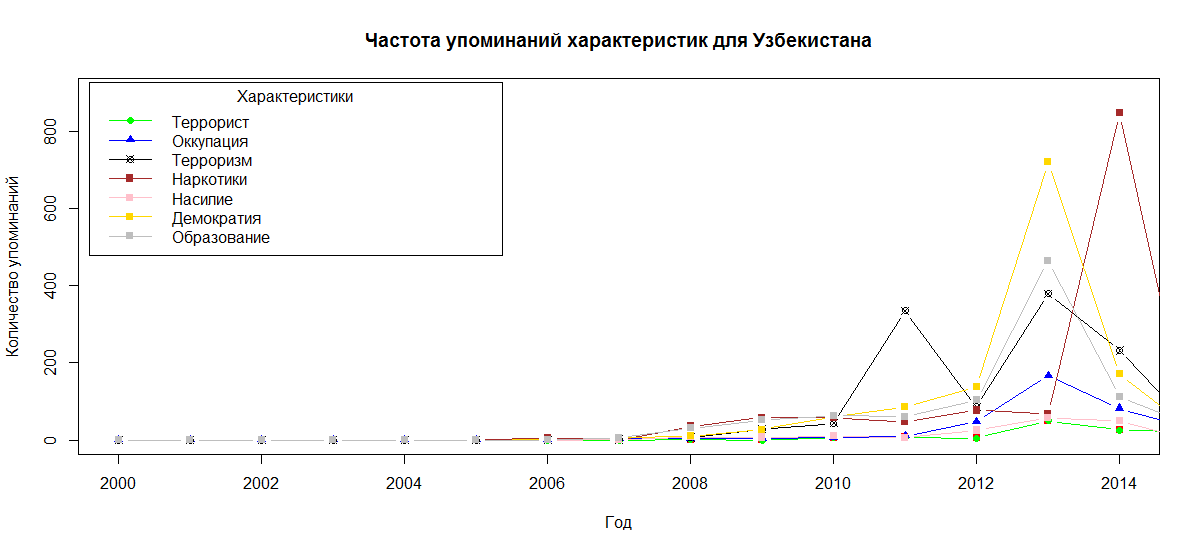 Частота упоминаний характеристик для Узбекистана
Характеристики
Террорист
Оккупация
Терроризм
Наркотики
Насилие
Демократия
Образование
Количество упоминаний
800
600
400
200
0
2000 2002 2004 2006 2008 2010 2012 2014
Год